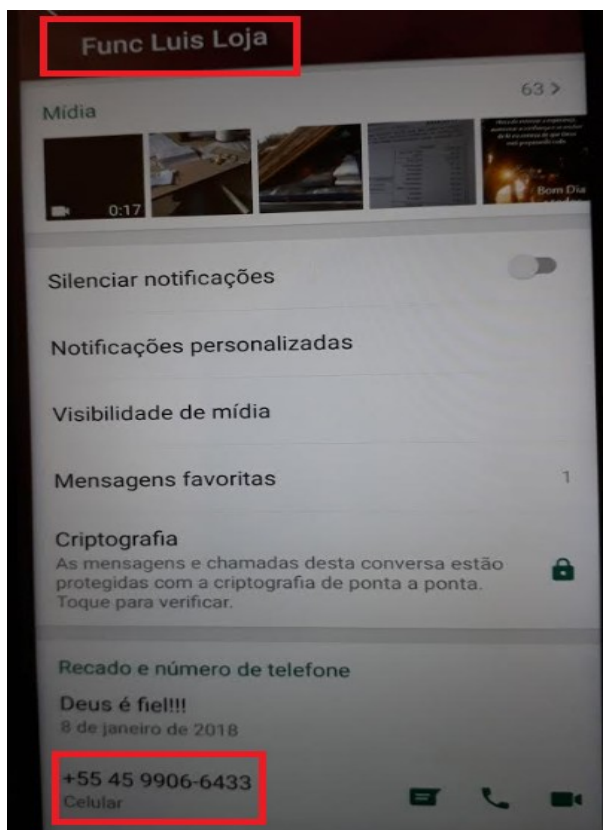 Func Luis Loja
Mídia
63 >
0:17
Bom Dia
Silenciar notificações
Notificações personalizadas
Visibilidade de mídia
Mensagens favoritas
1
Criptografia
As mensagens e chamadas desta conversa estão
protegidas com a criptografia de ponta a ponta.
Toque para verificar.
Recado e número de telefone
Deus é fiel!!!
8 de janeiro de 2018
+55 45 9906-6433
Celular